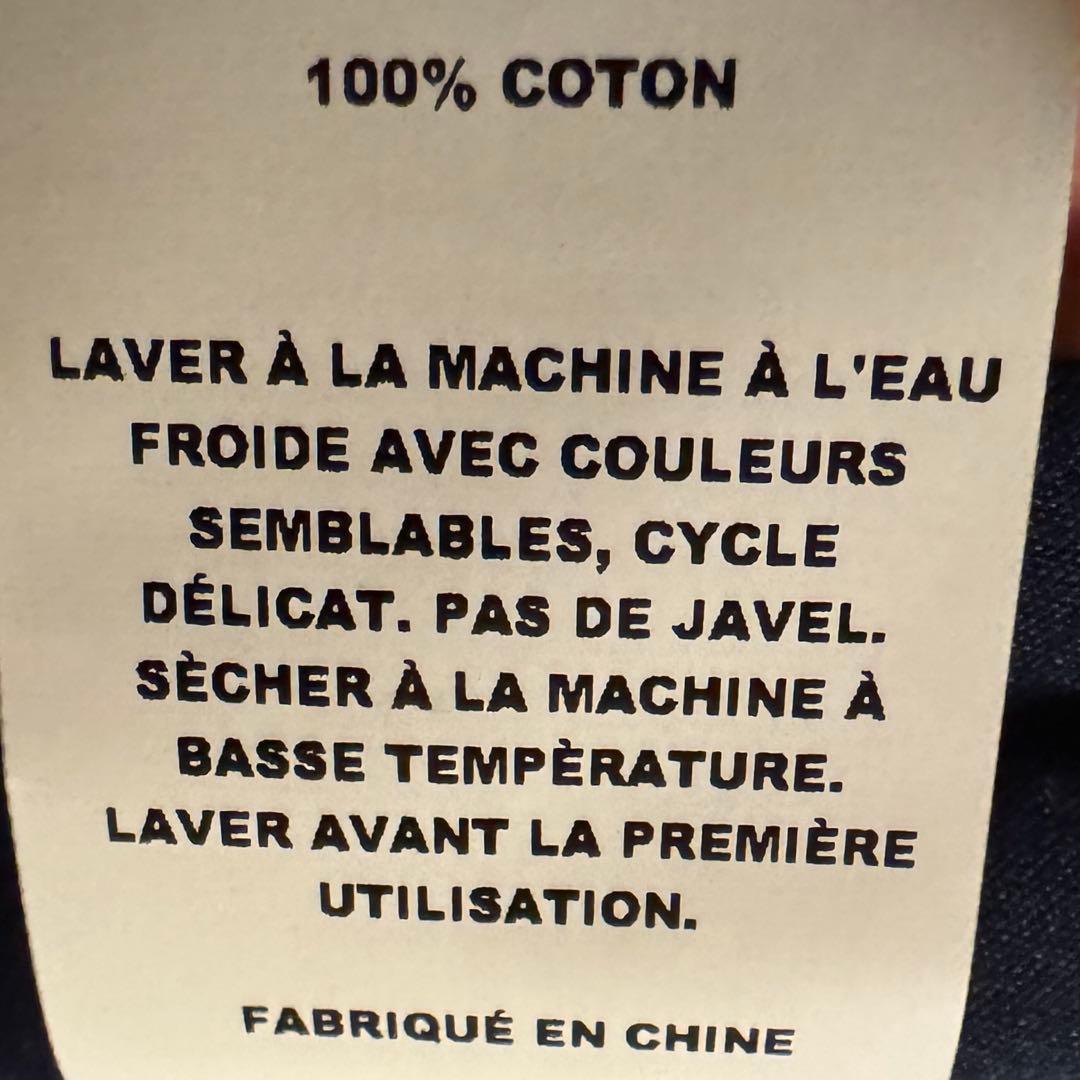 100% COTON
LAVER À LA MACHINE À L'EAU
FROIDE AVEC COULEURS
SEMBLABLES, CYCLE
DÉLICAT. PAS DE JAVEL.
SÈCHER À LA MACHINE À
BASSE TEMPÈRATURE.
LAVER AVANT LA PREMIÈRE
UTILISATION.
FABRIQUÉ EN CHINE